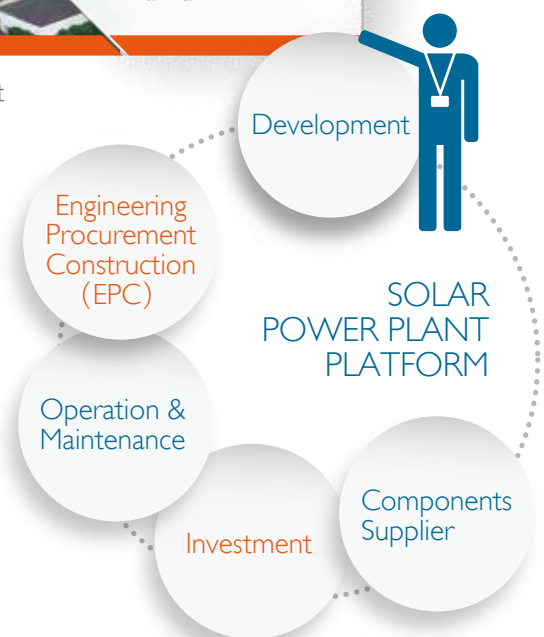 Development
Engineering
Procurement
Construction
(EPC)
SOLAR
POWER PLANT
PLATFORM
Operation &
Maintenance
Components
Supplier
Investment